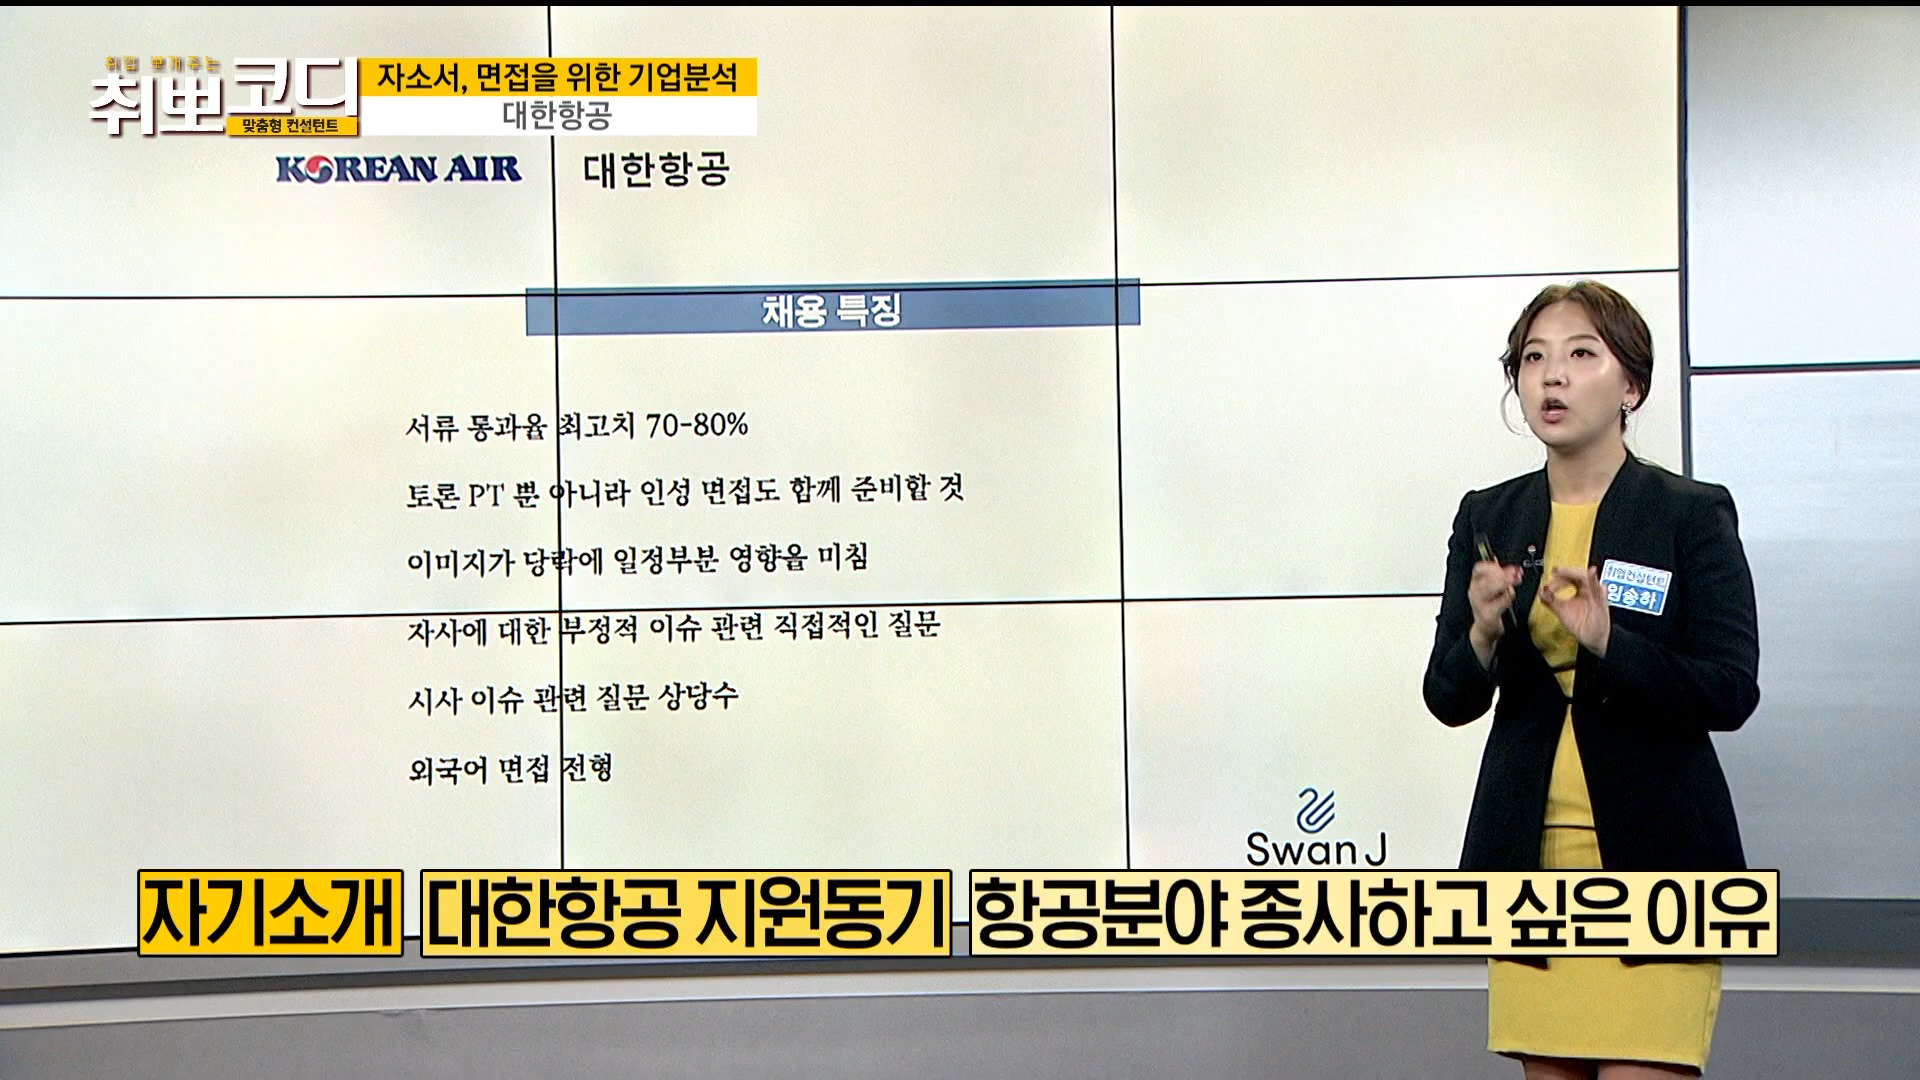 취업 뽀개주는
취뽀코디
맞춤형 컨설턴트
자소서, 면접을 위한 기업분석
대한항공
KOREAN AIR 대한항공
채용 특징
서류 통과율 최고치 70-80%
토론 PT 뿐 아니라 인성 면접도 함께 준비할 것
이미지가 당락에 일정부분 영향을 미침
자사에 대한 부정적 이슈 관련 직접적인 질문
시사 이슈 관련 질문 상당수
외국어 면접 전형
취업컨설턴트
임송하
Swan J
자기소개 대한항공 지원동기 항공분야 종사하고 싶은 이유